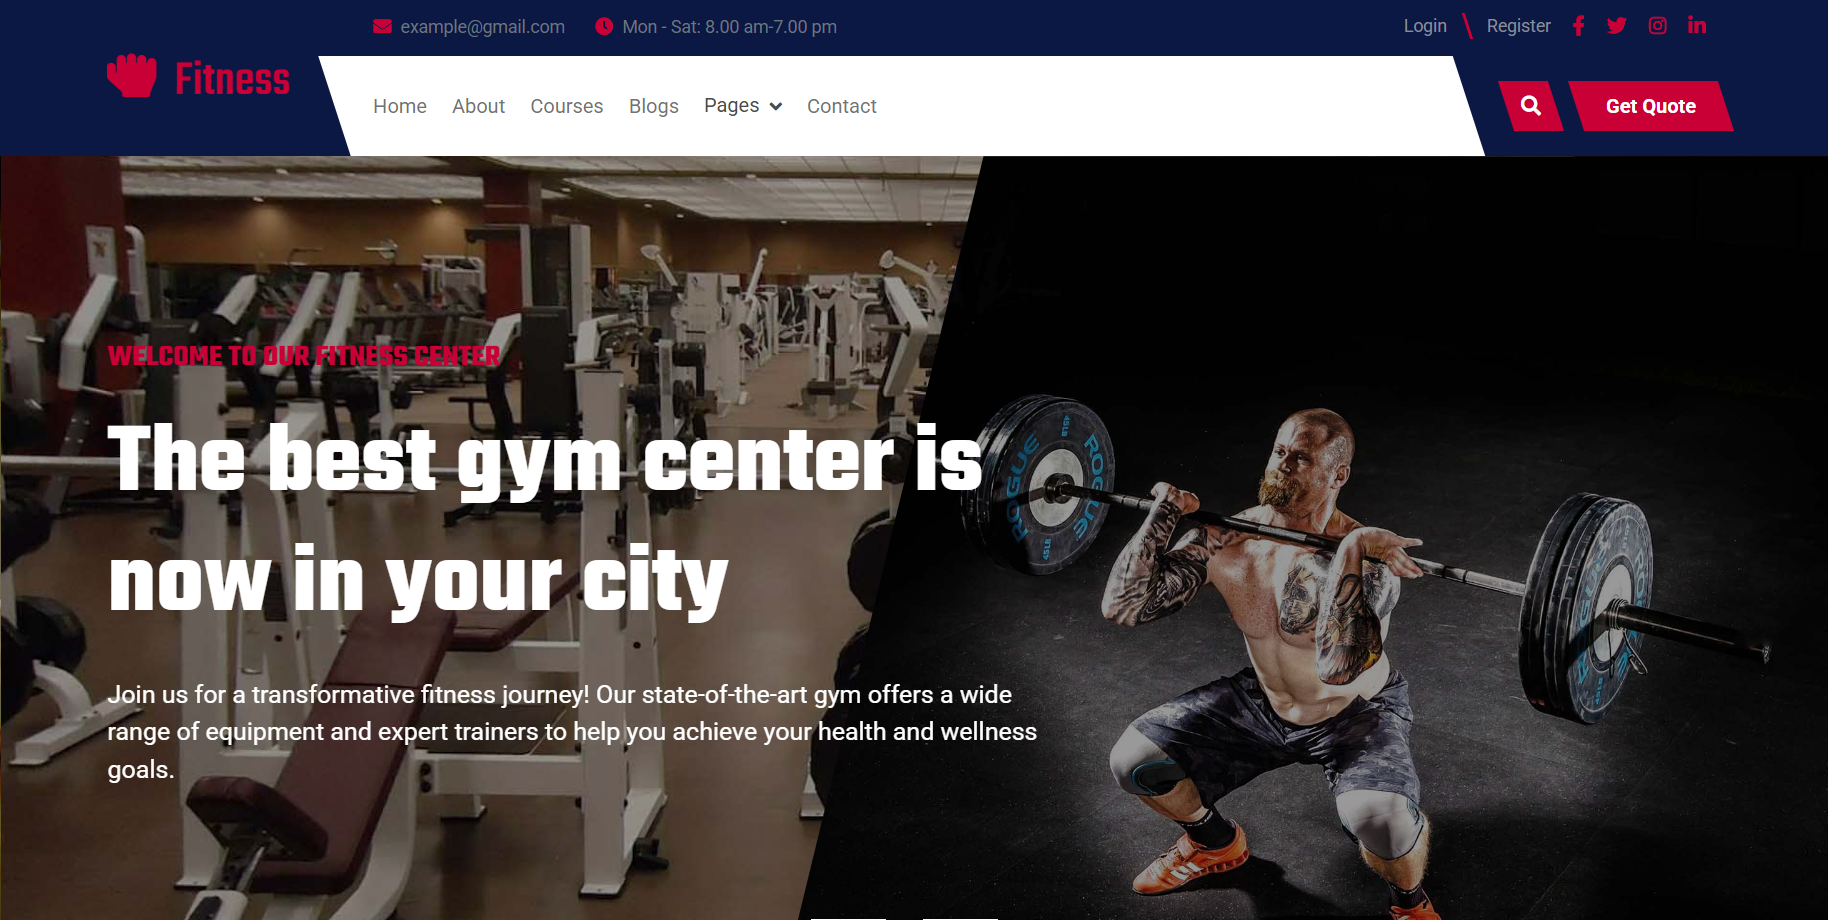 example@gmail.com
Mon - Sat: 8.00 am-7.00 pm
Login
Register
Fitness
Home
About
Courses
Blogs
Pages
Contact
Get Quote
WELCOME TO OUR FITNESS CENTER
The best gym center is
now in your city
Join us for a transformative fitness journey! Our state-of-the-art gym offers a wide
range of equipment and expert trainers to help you achieve your health and wellness
goals.
ROGUE
ROGUE
45LB